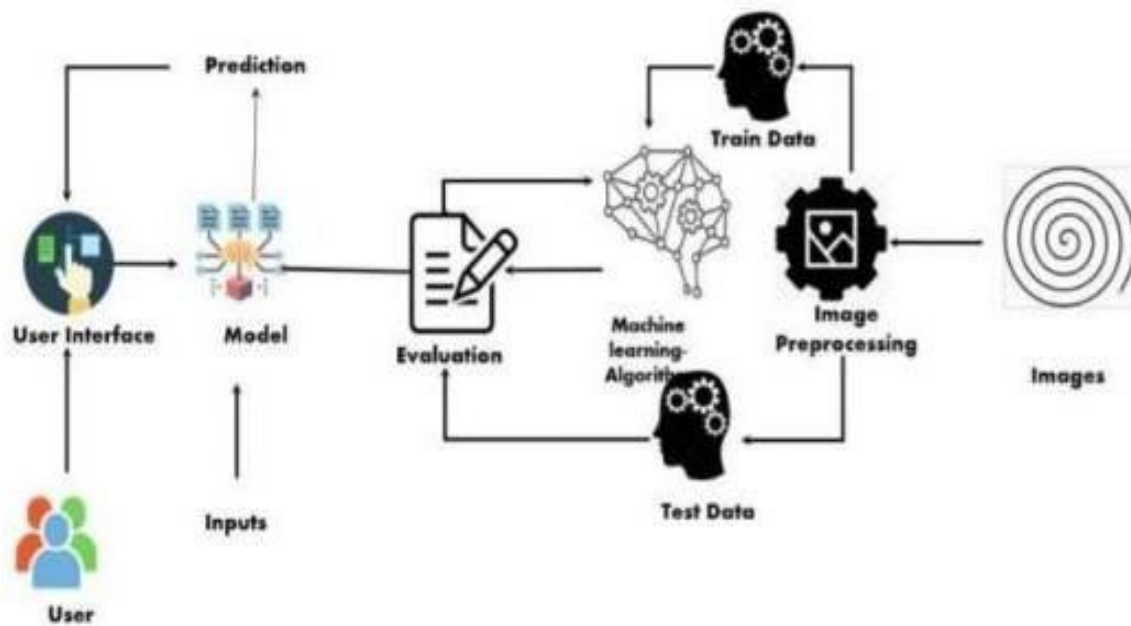 Prediction
Train Data
User Interface
Model
Evaluation
Machine
learning-
Image
Preprocessing
Images
Inputs
Test Data
User